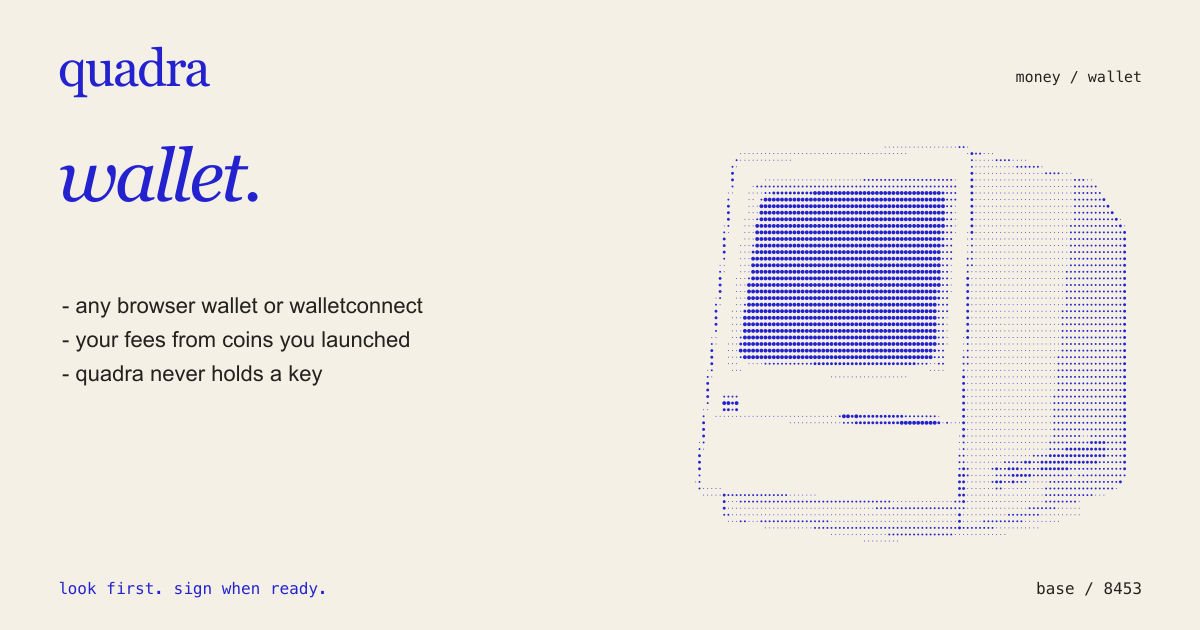 quadra
money / wallet
wallet.
- any browser wallet or walletconnect
- your fees from coins you launched
- quadra never holds a key
look first. sign when ready.
base / 8453